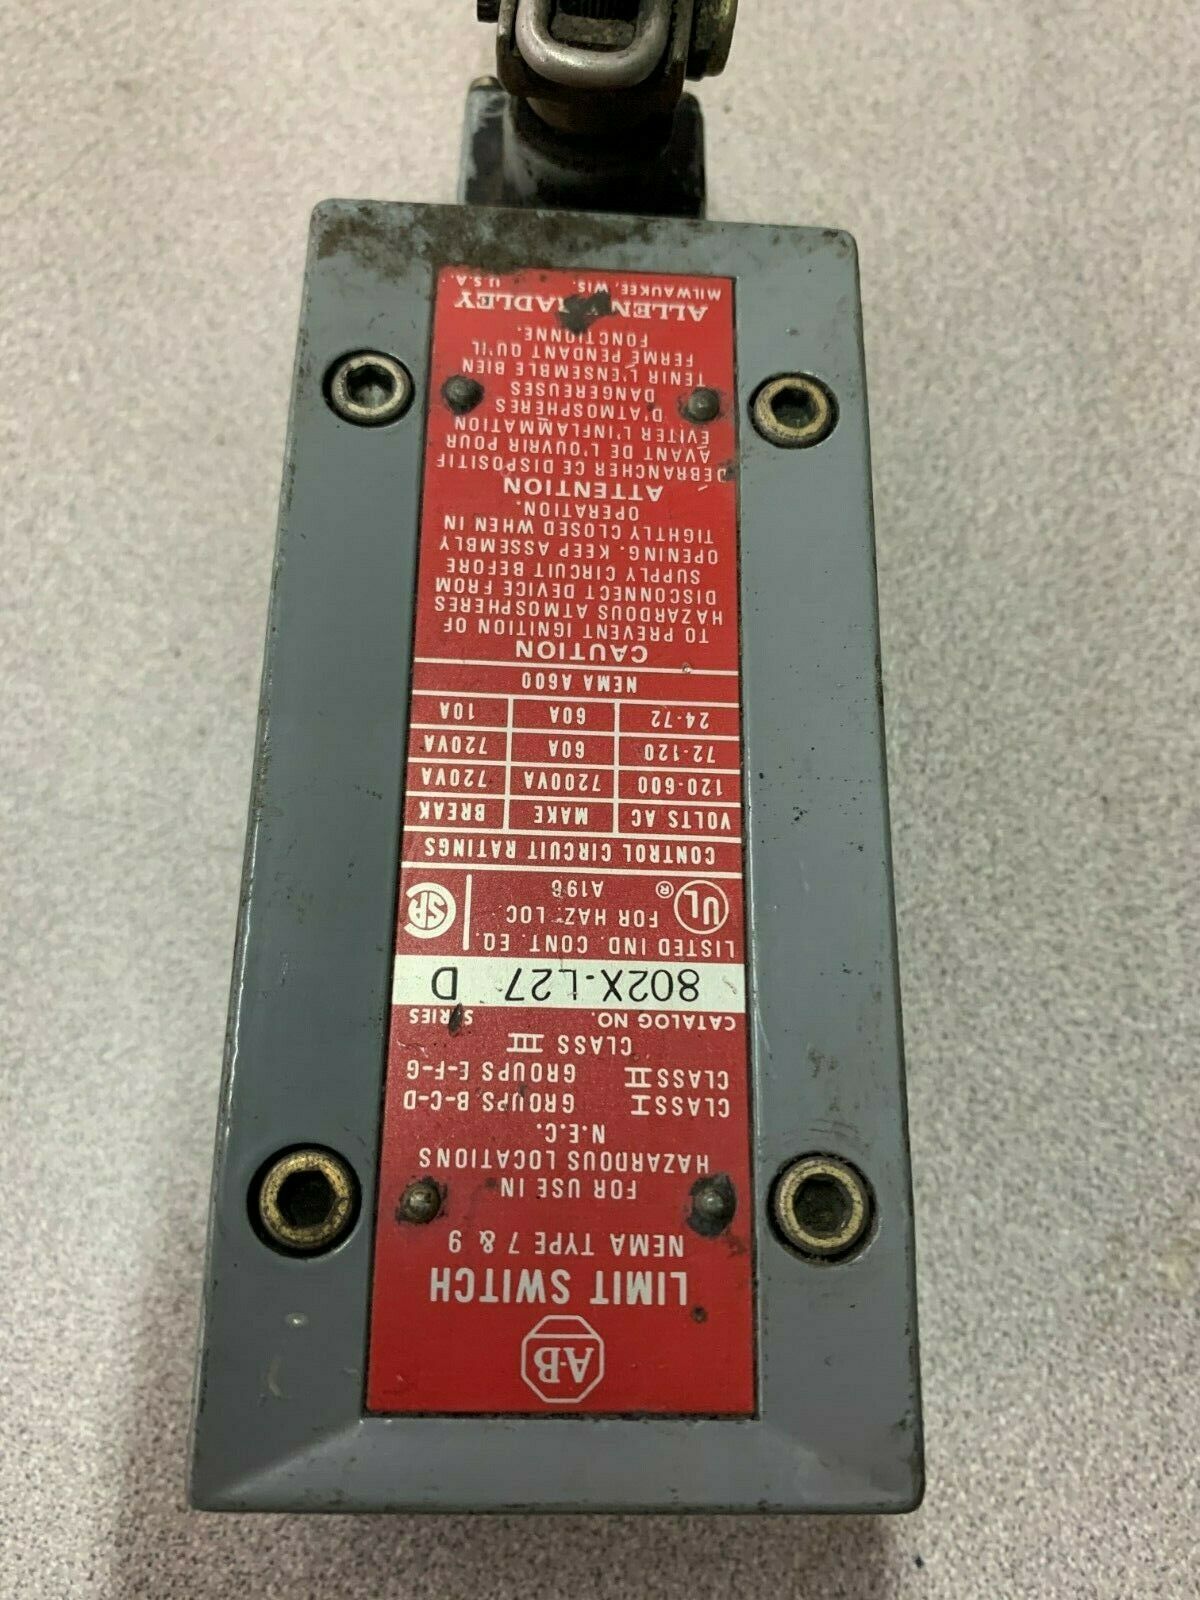 A-B
LIMIT SWITCH
NEMA TYPE 7 & 9
FOR USE IN
HAZARDOUS LOCATIONS
N.E.C.
CLASS I GROUPS B-C-D
CLASS II GROUPS E-F-G
CLASS III
CATALOG NO. SERIES
802X-L27 D
LISTED IND. CONT. EQ.
UL ® FOR HAZ. LOC SA
A196
CONTROL CIRCUIT RATINGS
VOLTS AC MAKE BREAK
120-600 7200VA 720VA
72-120 60A 720VA
24-72 60A 10A
NEMA A600
CAUTION
TO PREVENT IGNITION OF
HAZARDOUS ATMOSPHERES
DISCONNECT DEVICE FROM
SUPPLY CIRCUIT BEFORE
OPENING. KEEP ASSEMBLY
TIGHTLY CLOSED WHEN IN
OPERATION.
ATTENTION
DEBRANCHER CE DISPOSITIF
AVANT DE L'OUVRIR POUR
EVITER L'INFLAMMATION
D'ATMOSPHERES
DANGEREUSES
TENIR L'ENSEMBLE BIEN
FERME PENDANT QU'IL
FONCTIONNE.
ALLEN-BRADLEY
MILWAUKEE, WIS. U.S.A.